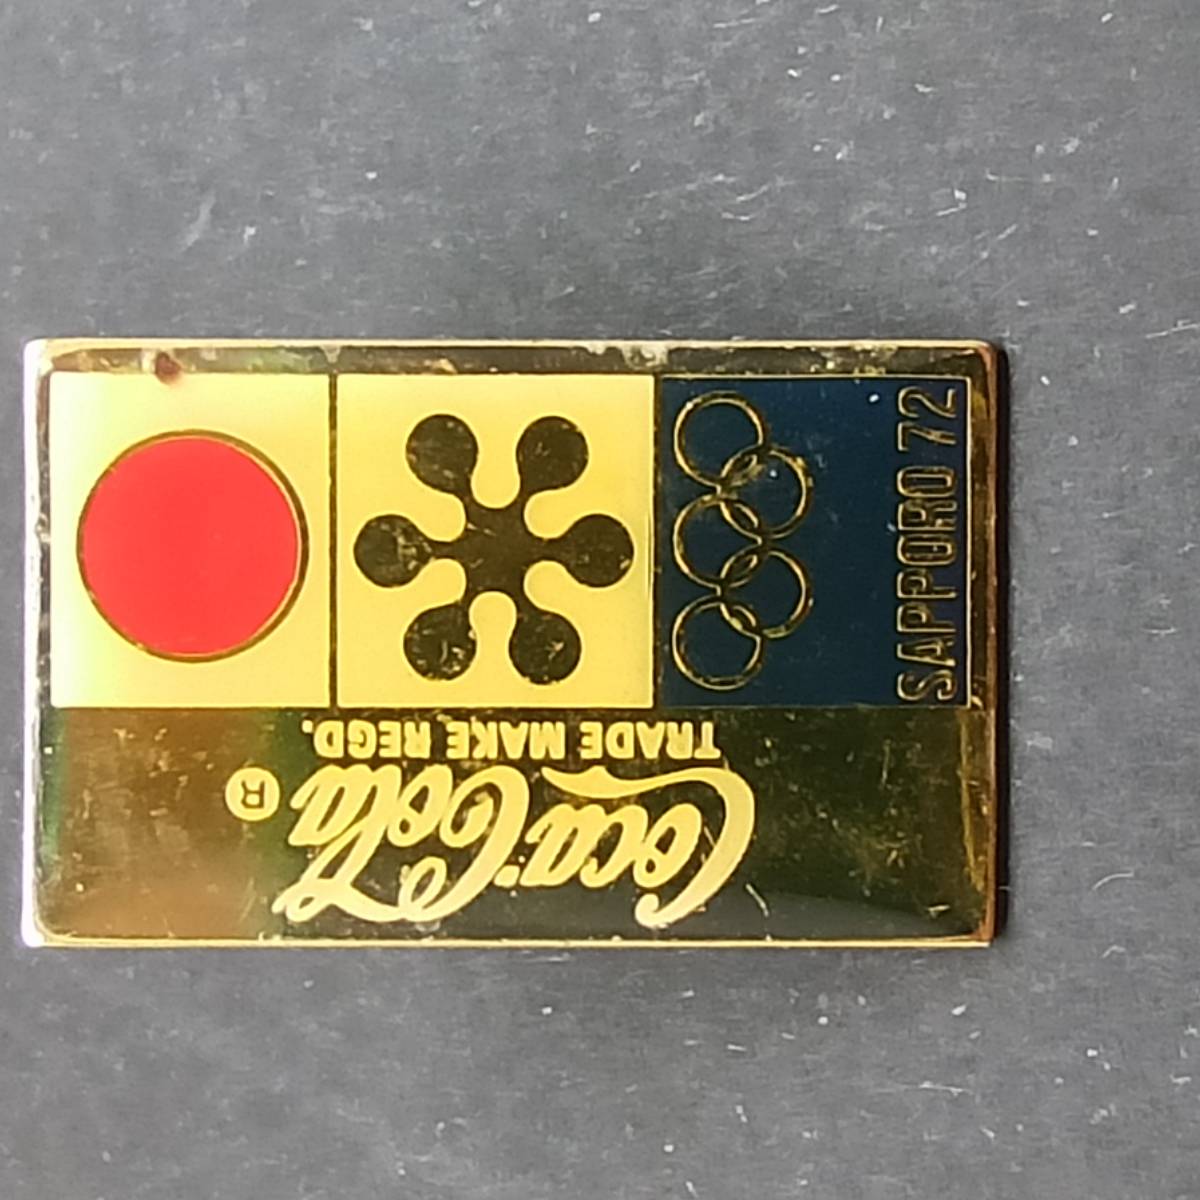 Coca-Cola ®
TRADE MAKE REGD.
SAPPORO 72